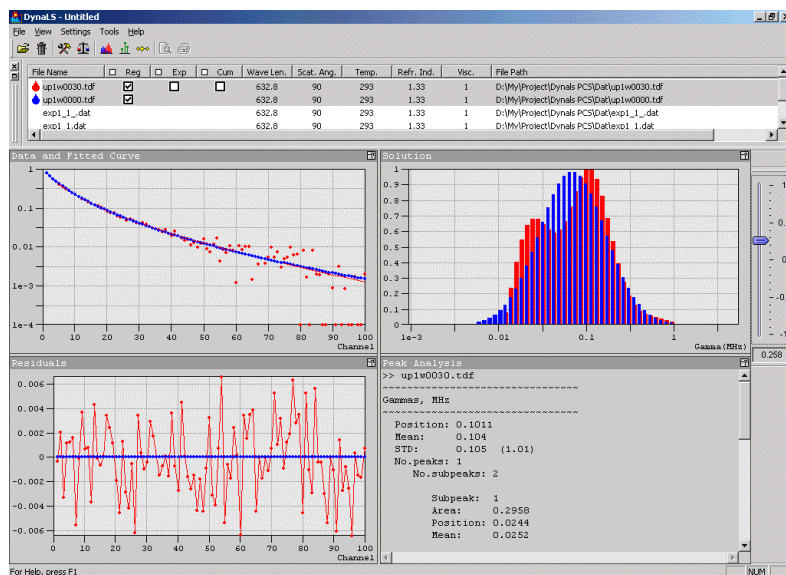 DynaLS - Untitled
File View Settings Tools Help
File Name Reg Exp Cum Wave Len. Scat. Ang. Temp. Refr. Ind. Visc. File Path
up1w0030.tdf 632.8 90 293 1.33 1 D:\My\Project\Dynals PCS\Dat\up1w0030.tdf
up1w0000.tdf 632.8 90 293 1.33 1 D:\My\Project\Dynals PCS\Dat\up1w0000.tdf
exp1_1_.dat 632.8 90 293 1.33 1 D:\My\Project\Dynals PCS\Dat\exp1_1_.dat
exp1 1.dat 632.8 90 293 1.33 1 D:\My\Project\Dynals PCS\Dat\exp1 1.dat
Data and Fitted Curve
1
0.1
0.01
1e-3
1e-4
0 10 20 30 40 50 60 70 80 90 100
Channel
Solution
1
0.9
0.8
0.7
0.6
0.5
0.4
0.3
0.2
0.1
0
1e-3 0.01 0.1 1
Gamma(MHz)
0.258
Residuals
0.006
0.004
0.002
0
-0.002
-0.004
-0.006
0 10 20 30 40 50 60 70 80 90 100
Channel
Peak Analysis
>> up1w0030.tdf
~~~~~~~~~~~~~~~~~~~~~~~~~~~~~
Gammas, MHz
~~~~~~~~~~~~~~~~~~~~~~~~~~~~~
Position: 0.1011
Mean: 0.104
STD: 0.105 (1.01)
No.peaks: 1
No.subpeaks: 2
Subpeak: 1
Area: 0.2958
Position: 0.0244
Mean: 0.0252
For Help, press F1
NUM